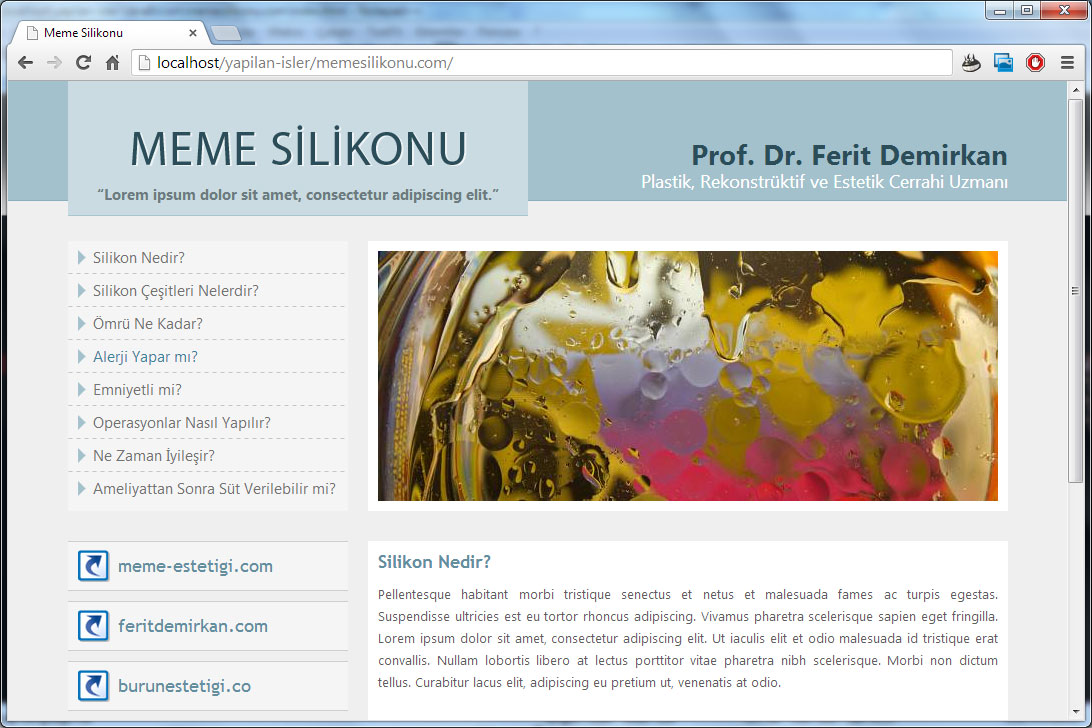 Meme Silikonu
localhost/yapilan-isler/memesilikonu.com/
MEME SİLİKONU
“Lorem ipsum dolor sit amet, consectetur adipiscing elit.”
Prof. Dr. Ferit Demirkan
Plastik, Rekonstrüktif ve Estetik Cerrahi Uzmanı
Silikon Nedir?
Silikon Çeşitleri Nelerdir?
Ömrü Ne Kadar?
Alerji Yapar mı?
Emniyetli mi?
Operasyonlar Nasıl Yapılır?
Ne Zaman İyileşir?
Ameliyattan Sonra Süt Verilebilir mi?
meme-estetigi.com
feritdemirkan.com
burunestetigi.co
Silikon Nedir?
Pellentesque habitant morbi tristique senectus et netus et malesuada fames ac turpis egestas.
Suspendisse ultricies est eu tortor rhoncus adipiscing. Vivamus pharetra scelerisque sapien eget fringilla.
Lorem ipsum dolor sit amet, consectetur adipiscing elit. Ut iaculis elit et odio malesuada id tristique erat
convallis. Nullam lobortis libero at lectus porttitor vitae pharetra nibh scelerisque. Morbi non dictum
tellus. Curabitur lacus elit, adipiscing eu pretium ut, venenatis at odio.